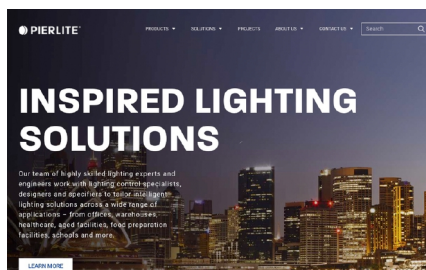 PIERLITE
PRODUCTS SOLUTIONS PROJECTS ABOUT US CONTACT US Search
INSPIRED LIGHTING
SOLUTIONS
Our team of highly skilled lighting experts and
engineers work with lighting control specialists,
designers and specifiers to tailor intelligent
lighting solutions across a wide range of
applications – from offices, warehouses,
healthcare, aged facilities, food preparation
facilities, schools and more.
LEARN MORE